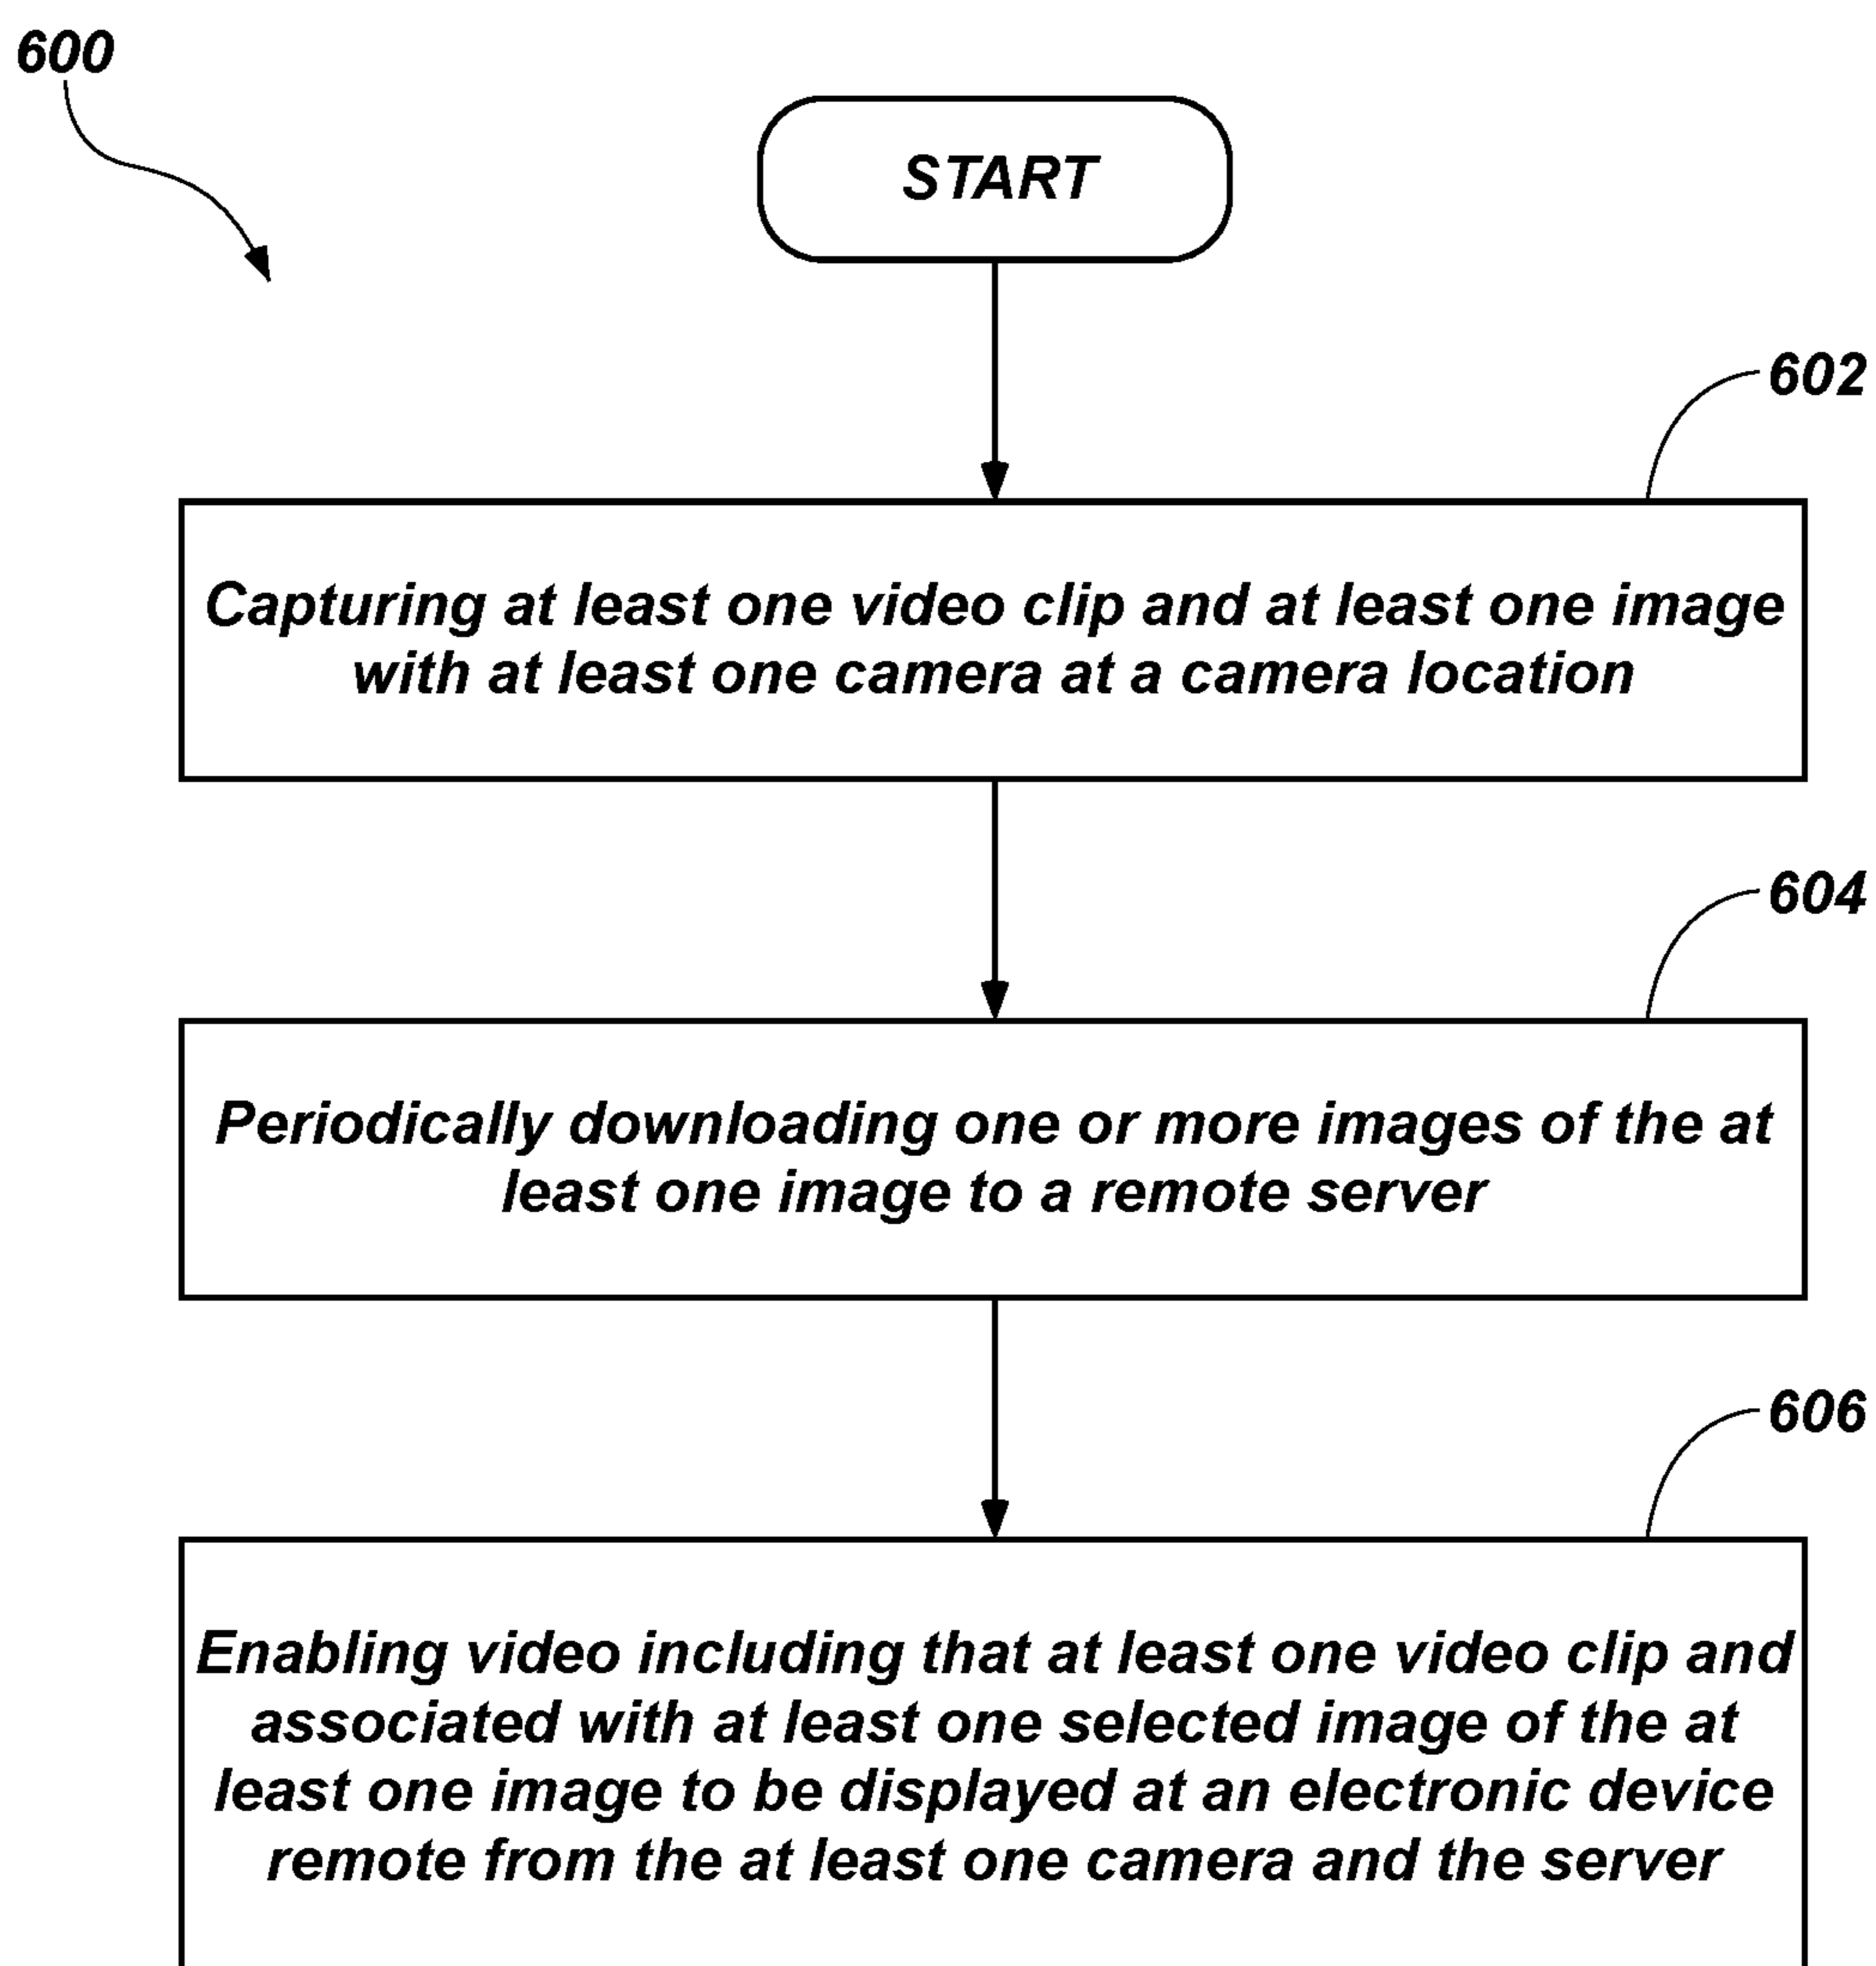 600
START
602
Capturing at least one video clip and at least one image
with at least one camera at a camera location
604
Periodically downloading one or more images of the at
least one image to a remote server
606
Enabling video including that at least one video clip and
associated with at least one selected image of the at
least one image to be displayed at an electronic device
remote from the at least one camera and the server